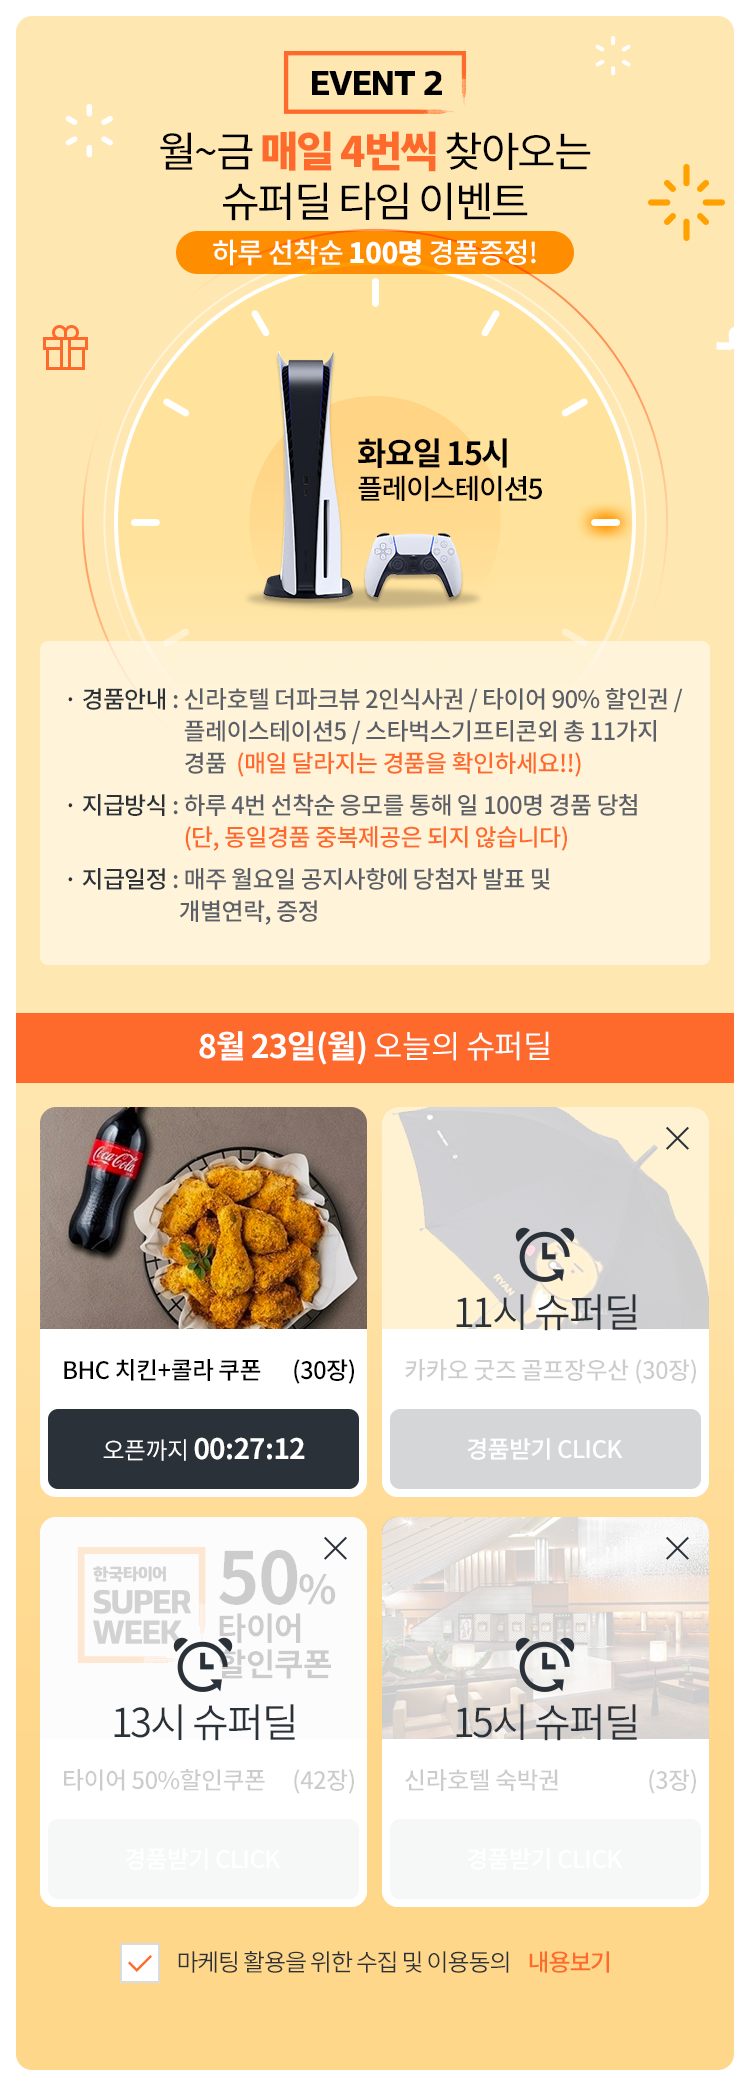 EVENT 2
월~금 매일 4번씩 찾아오는
슈퍼딜 타임 이벤트
하루 선착순 100명 경품증정!
화요일 15시
플레이스테이션5
· 경품안내 : 신라호텔 더파크뷰 2인식사권 / 타이어 90% 할인권 /
플레이스테이션5 / 스타벅스기프티콘외 총 11가지
경품 (매일 달라지는 경품을 확인하세요!!)
· 지급방식 : 하루 4번 선착순 응모를 통해 일 100명 경품 당첨
(단, 동일경품 중복제공은 되지 않습니다)
· 지급일정 : 매주 월요일 공지사항에 당첨자 발표 및
개별연락, 증정
8월 23일(월) 오늘의 슈퍼딜
Coca-Cola
BHC 치킨+콜라 쿠폰 (30장)
오픈까지 00:27:12
RYAN
11시 슈퍼딜
카카오 굿즈 골프장우산 (30장)
경품받기 CLICK
한국타이어
SUPER
WEEK
50%
타이어
할인쿠폰
13시 슈퍼딜
타이어 50%할인쿠폰 (42장)
경품받기 CLICK
15시 슈퍼딜
신라호텔 숙박권 (3장)
경품받기 CLICK
마케팅 활용을 위한 수집 및 이용동의 내용보기